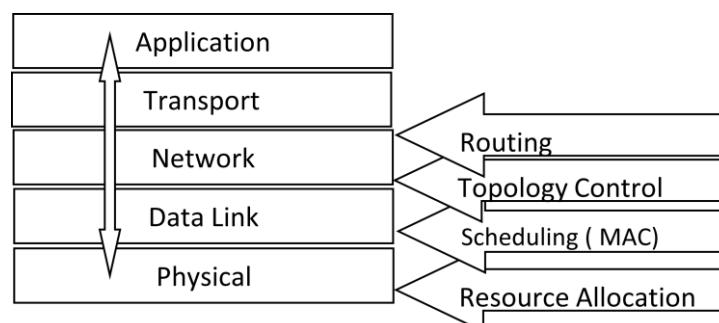 Application
Transport
Network
Data Link
Physical
Routing
Topology Control
Scheduling ( MAC)
Resource Allocation